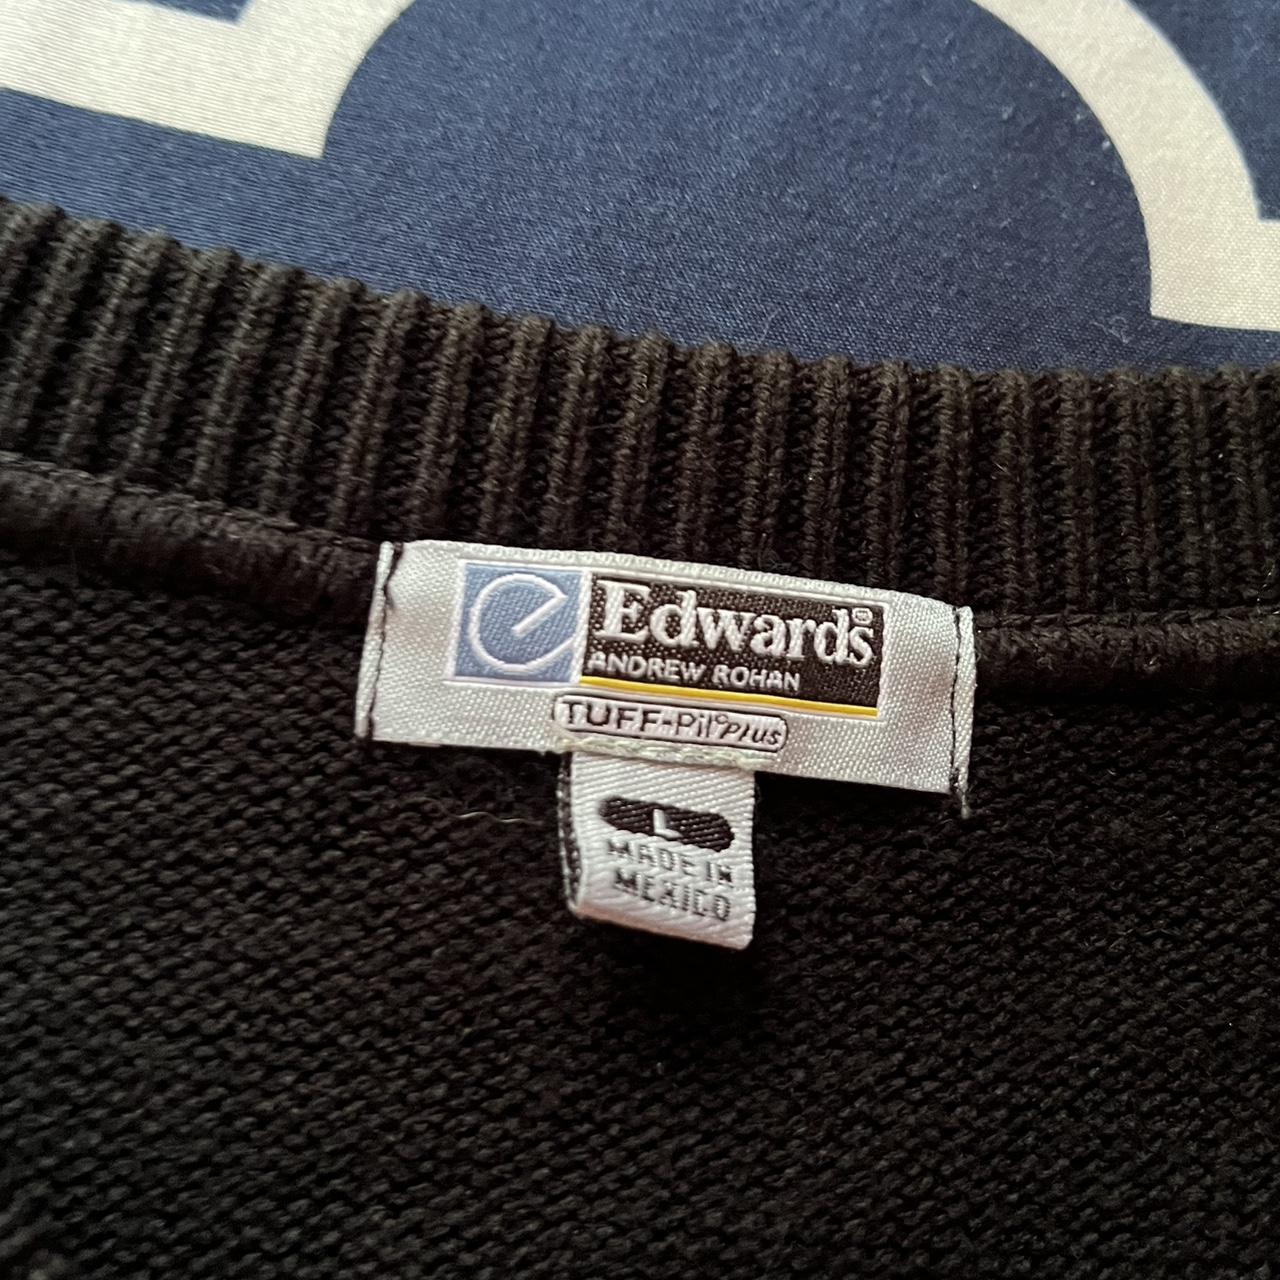 e Edwards®
ANDREW ROHAN
TUFF-Pil® Plus
L
MADE IN
MEXICO